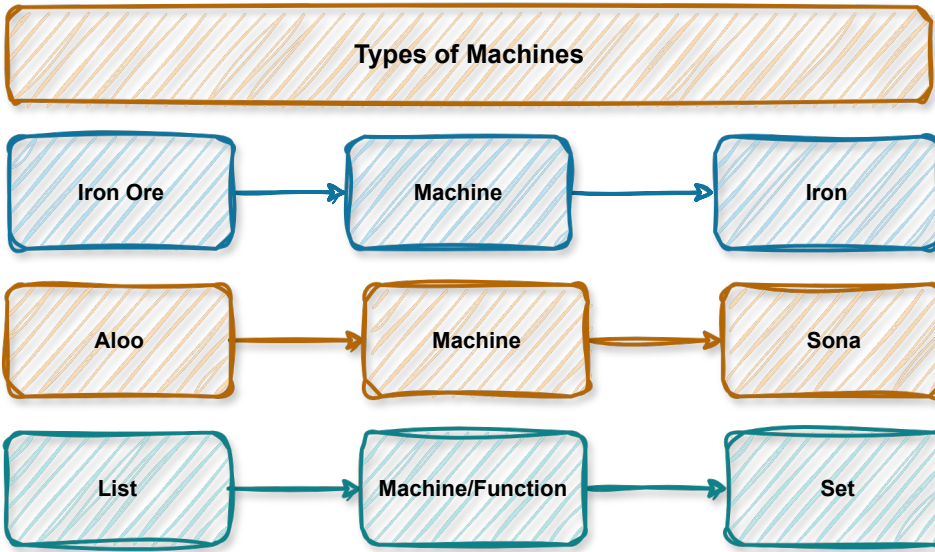 Types of Machines
Iron Ore
Machine
Iron
Aloo
Machine
Sona
List
Machine/Function
Set